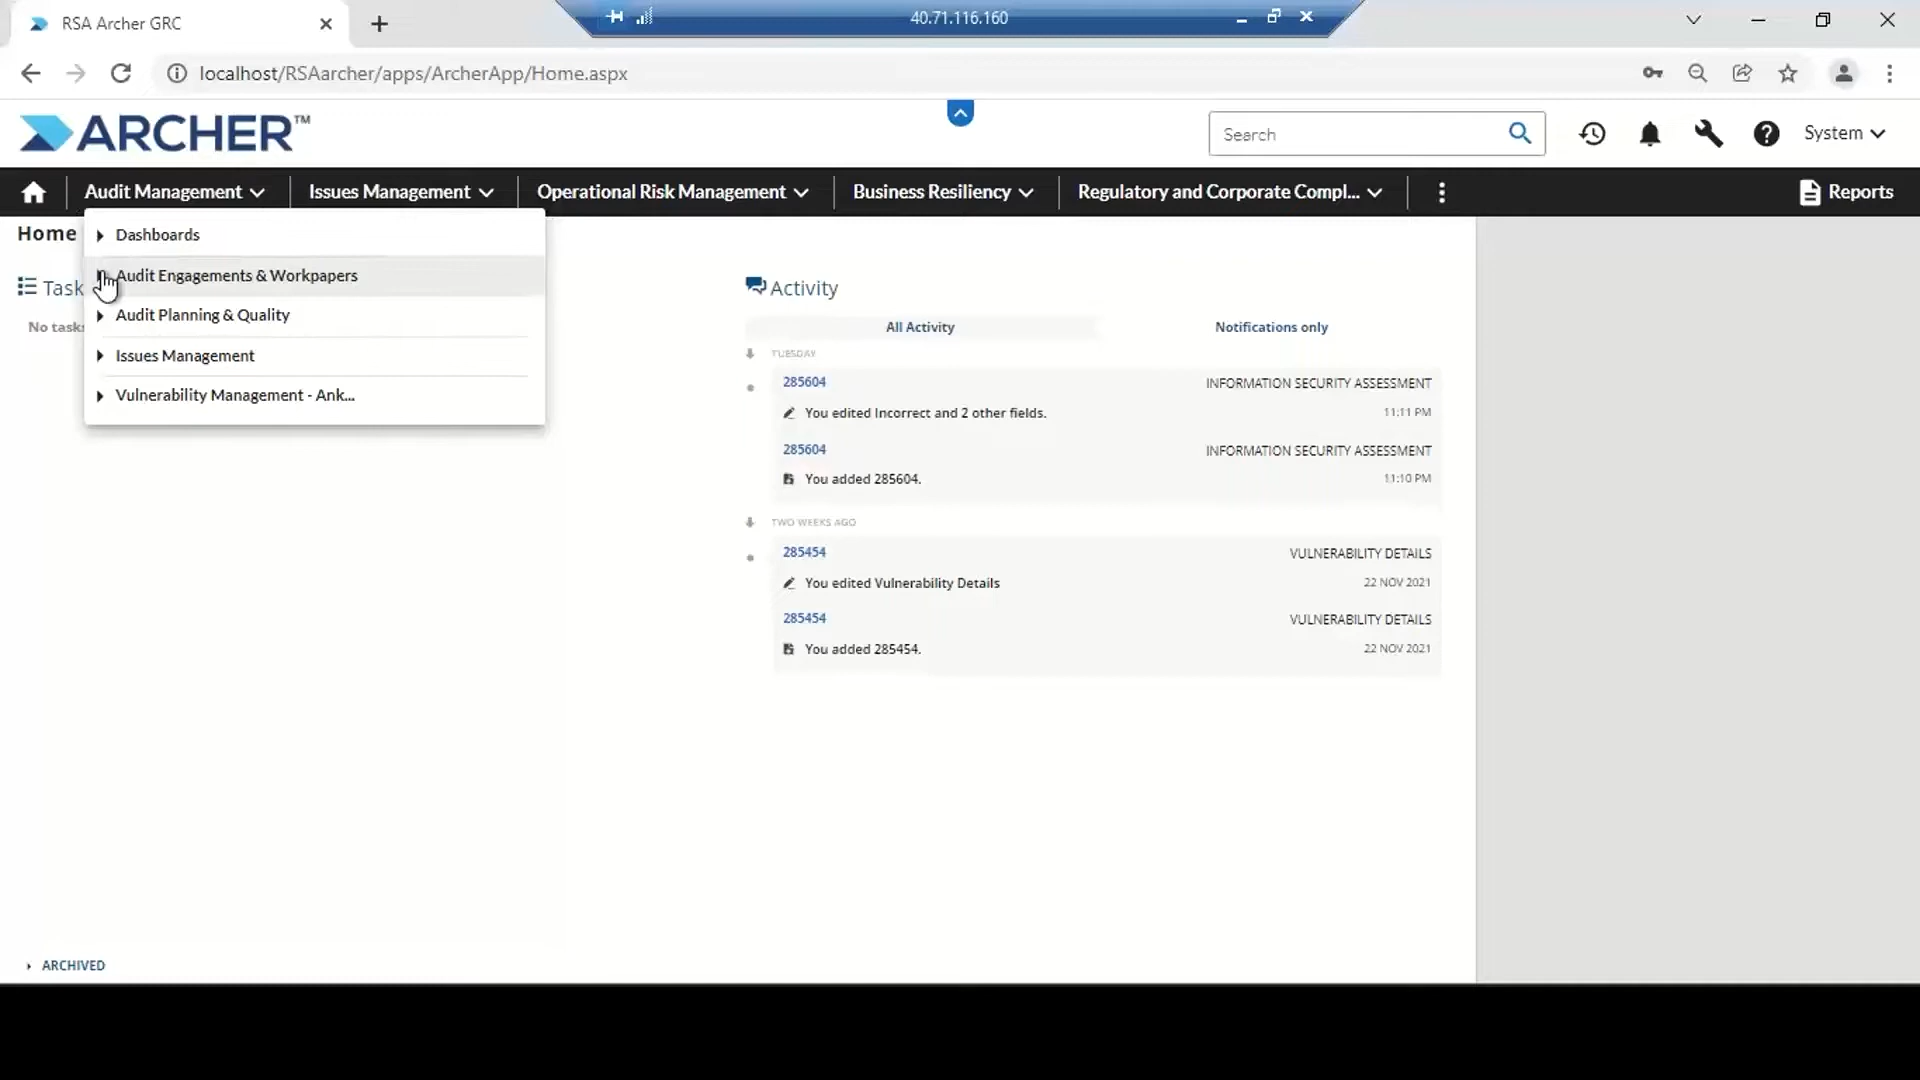 RSA Archer GRC
40.71.116.160
localhost/RSAarcher/apps/ArcherApp/Home.aspx
ARCHER™
Search
System
Audit Management
Issues Management
Operational Risk Management
Business Resiliency
Regulatory and Corporate Compl...
Reports
Home
Dashboards
Audit Engagements & Workpapers
Audit Planning & Quality
Issues Management
Vulnerability Management - Ank...
Task
No tasks
Activity
All Activity
Notifications only
TUESDAY
285604 INFORMATION SECURITY ASSESSMENT
You edited Incorrect and 2 other fields. 11:11 PM
285604 INFORMATION SECURITY ASSESSMENT
You added 285604. 11:10 PM
TWO WEEKS AGO
285454 VULNERABILITY DETAILS
You edited Vulnerability Details 22 NOV 2021
285454 VULNERABILITY DETAILS
You added 285454. 22 NOV 2021
ARCHIVED